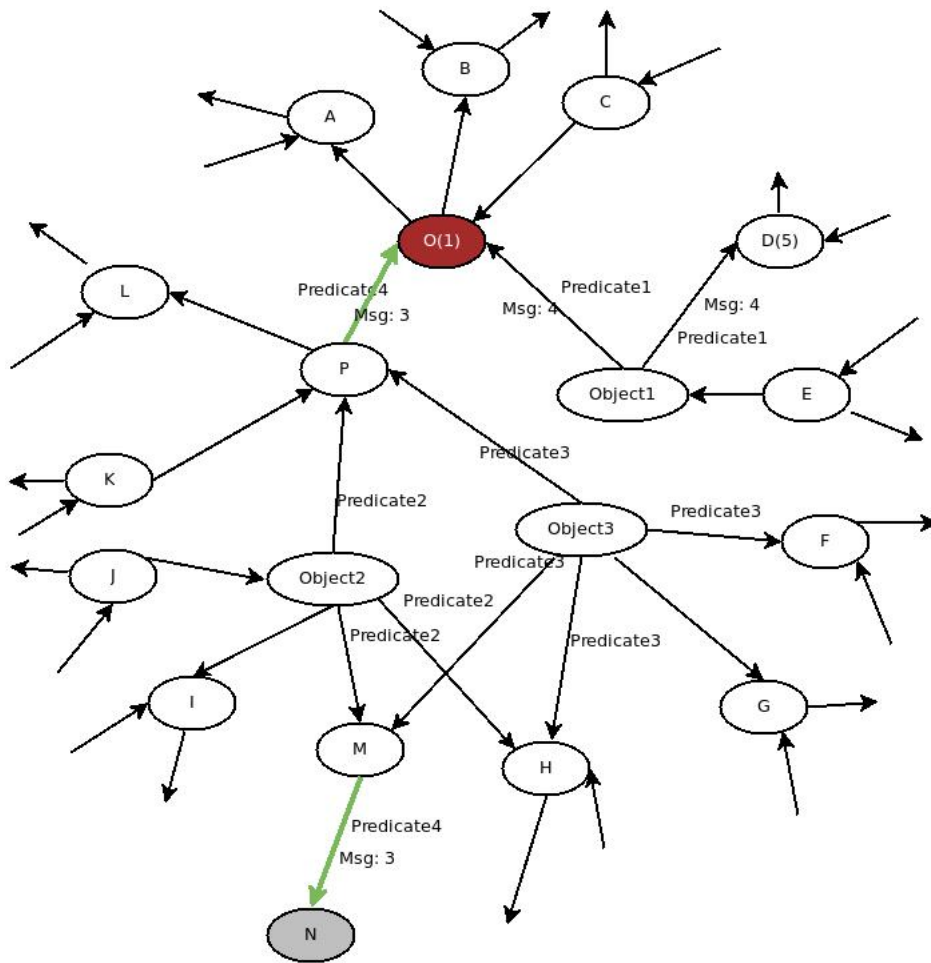 B
C
A
O(1)
D(5)
L
Predicate4
Msg: 3
Predicate1
Msg: 4
Msg: 4
Predicate1
P
Object1
E
Predicate3
K
Predicate2
Object3
Predicate3
F
J
Object2
Predicate3
Predicate2
Predicate2
Predicate3
I
M
H
G
Predicate4
Msg: 3
N